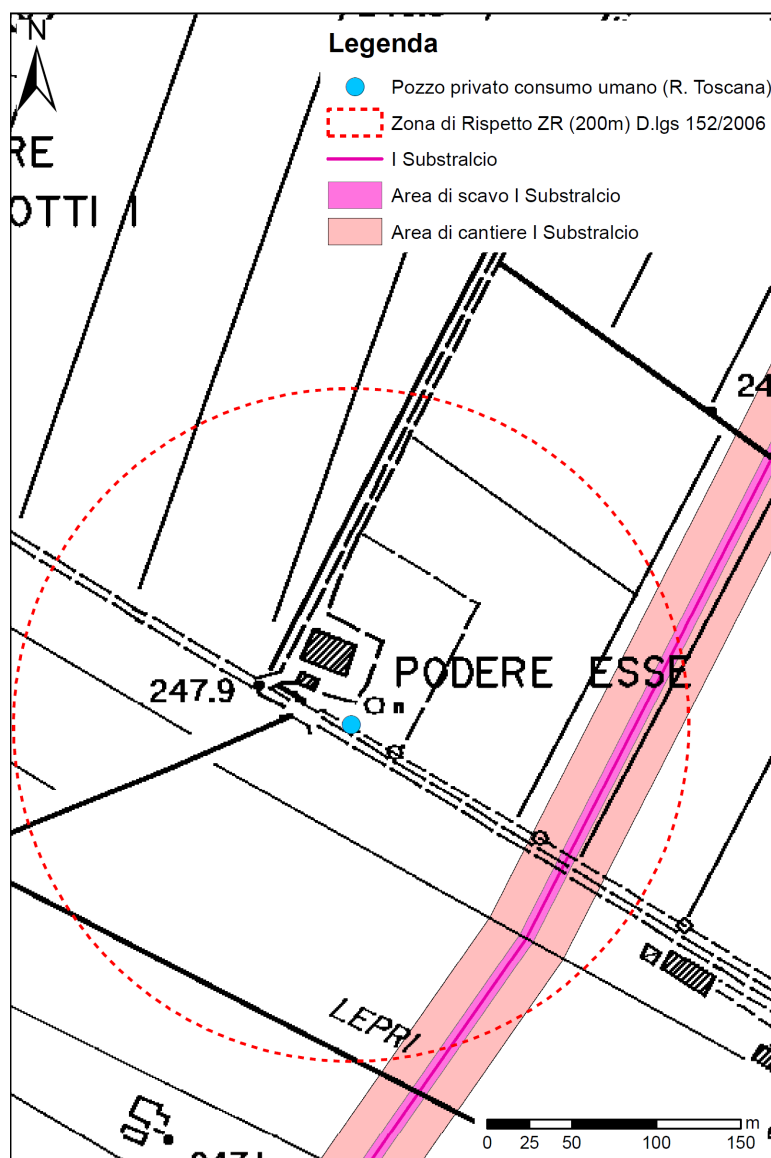 N
Legenda
Pozzo privato consumo umano (R. Toscana)
Zona di Rispetto ZR (200m) D.lgs 152/2006
I Substralcio
Area di scavo I Substralcio
Area di cantiere I Substralcio
RE
OTTI I
24
PODERE ESSE
247.9
LEPRI
m
0 25 50 100 150